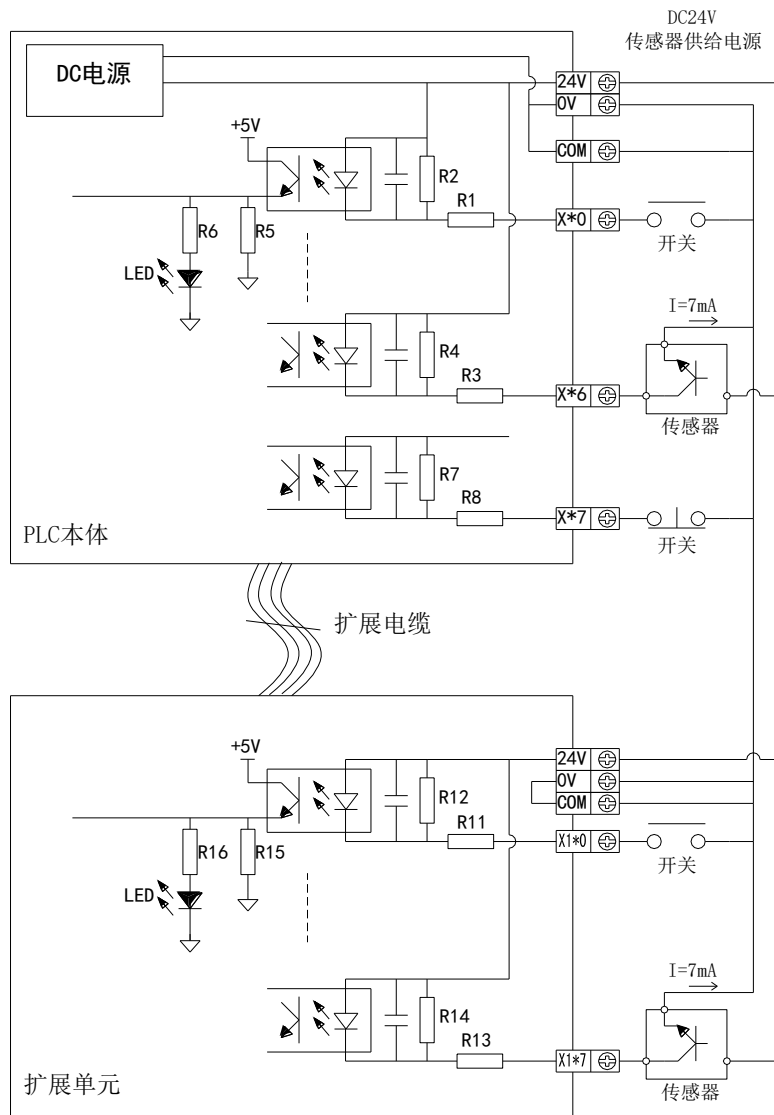 DC24V
传感器供给电源
DC电源
24V
0V
+5V
COM
R2
R1
X*0
R6
R5
开关
LED
I=7mA
R4
R3
X*6
传感器
R7
R8
X*7
PLC本体
开关
扩展电缆
+5V
24V
0V
R12
COM
R11
X1*0
R16
R15
开关
LED
I=7mA
R14
R13
X1*7
扩展单元
传感器